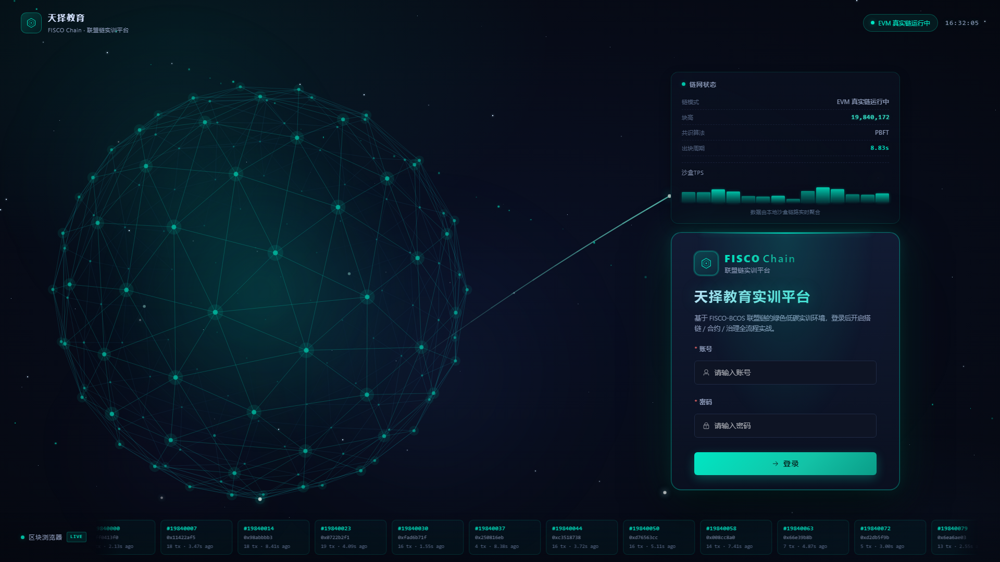 天择教育
FISCO Chain · 联盟链实训平台
EVM 真实链运行中
16:32:05
链网状态
链模式
EVM 真实链运行中
块高
19,840,172
共识算法
PBFT
出块周期
8.83s
沙盒TPS
数据由本地沙盒链路实时聚合
FISCO Chain
联盟链实训平台
天择教育实训平台
基于 FISCO-BCOS 联盟链的绿色低碳实训环境，登录后开启搭
链 / 合约 / 治理全流程实战。
* 账号
请输入账号
* 密码
请输入密码
登录
区块浏览器
LIVE
9840000
f0413f0
2.13s ago
#19840007
0x11422af5
18 tx · 3.47s ago
#19840014
0x98abbbb3
18 tx · 8.41s ago
#19840023
0x0722b2f1
19 tx · 4.09s ago
#19840030
0xfad6b71f
16 tx · 1.55s ago
#19840037
0x250816eb
4 tx · 8.38s ago
#19840044
0xc3518738
16 tx · 3.72s ago
#19840050
0xd76563cc
16 tx · 5.11s ago
#19840058
0x008cc8a0
14 tx · 7.41s ago
#19840063
0x66e39b8b
7 tx · 4.87s ago
#19840072
0xd2db5f9b
5 tx · 3.00s ago
#19840079
0x6ea6ae03
13 tx · 2.55s